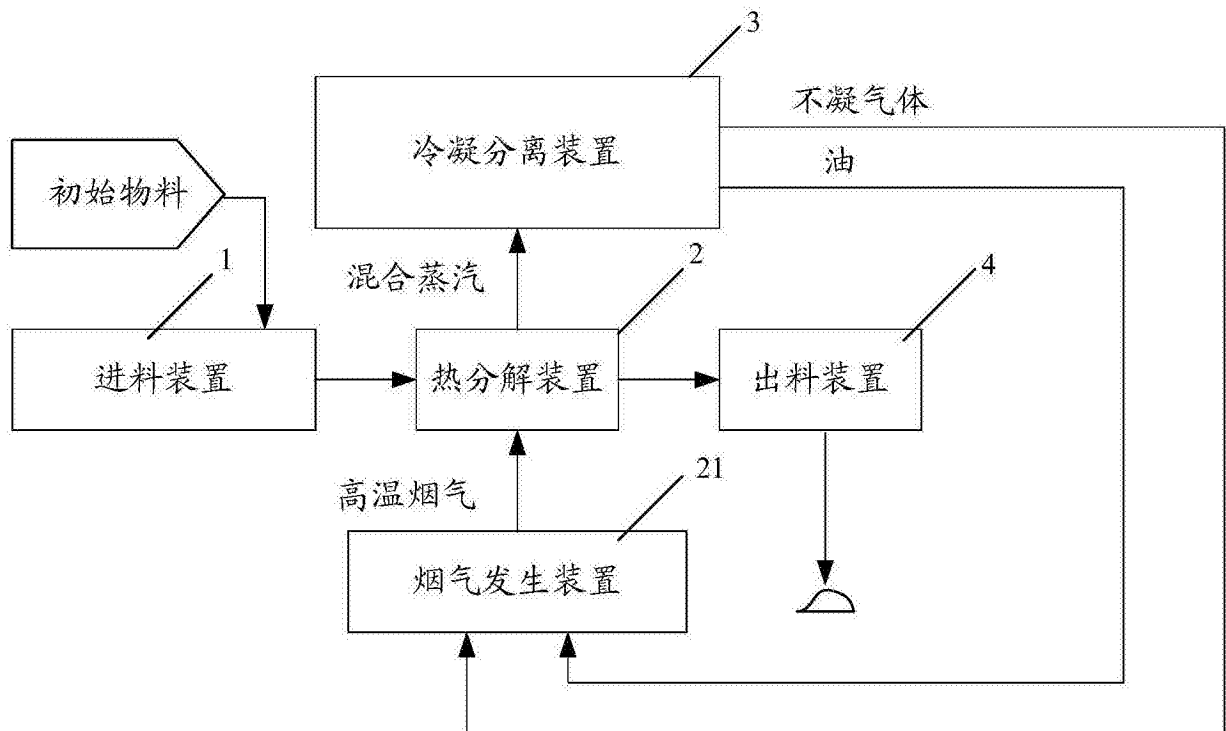 3
不凝气体
冷凝分离装置
油
初始物料
1
混合蒸汽
2
4
进料装置
热分解装置
出料装置
高温烟气
21
烟气发生装置